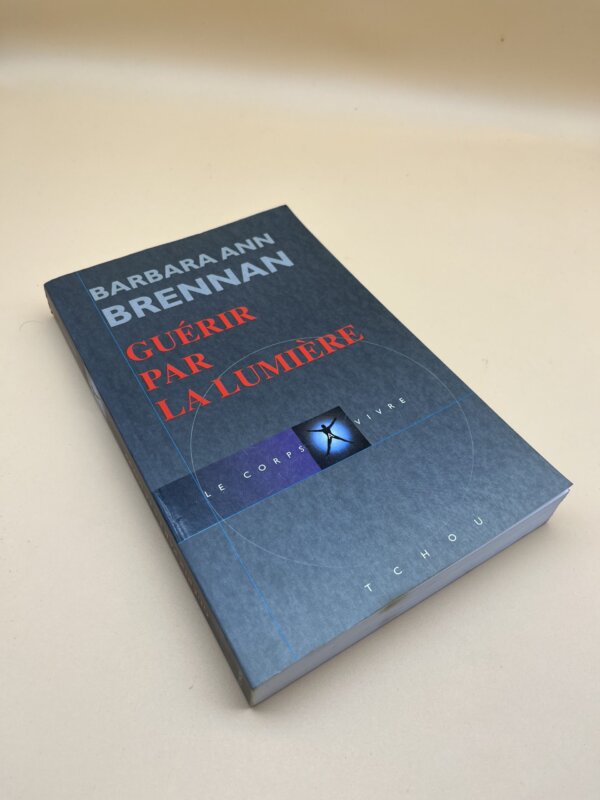 BARBARA ANN
BRENNAN
GUÉRIR
PAR
LA LUMIÈRE
LE CORPS VIVRE
TCHOU